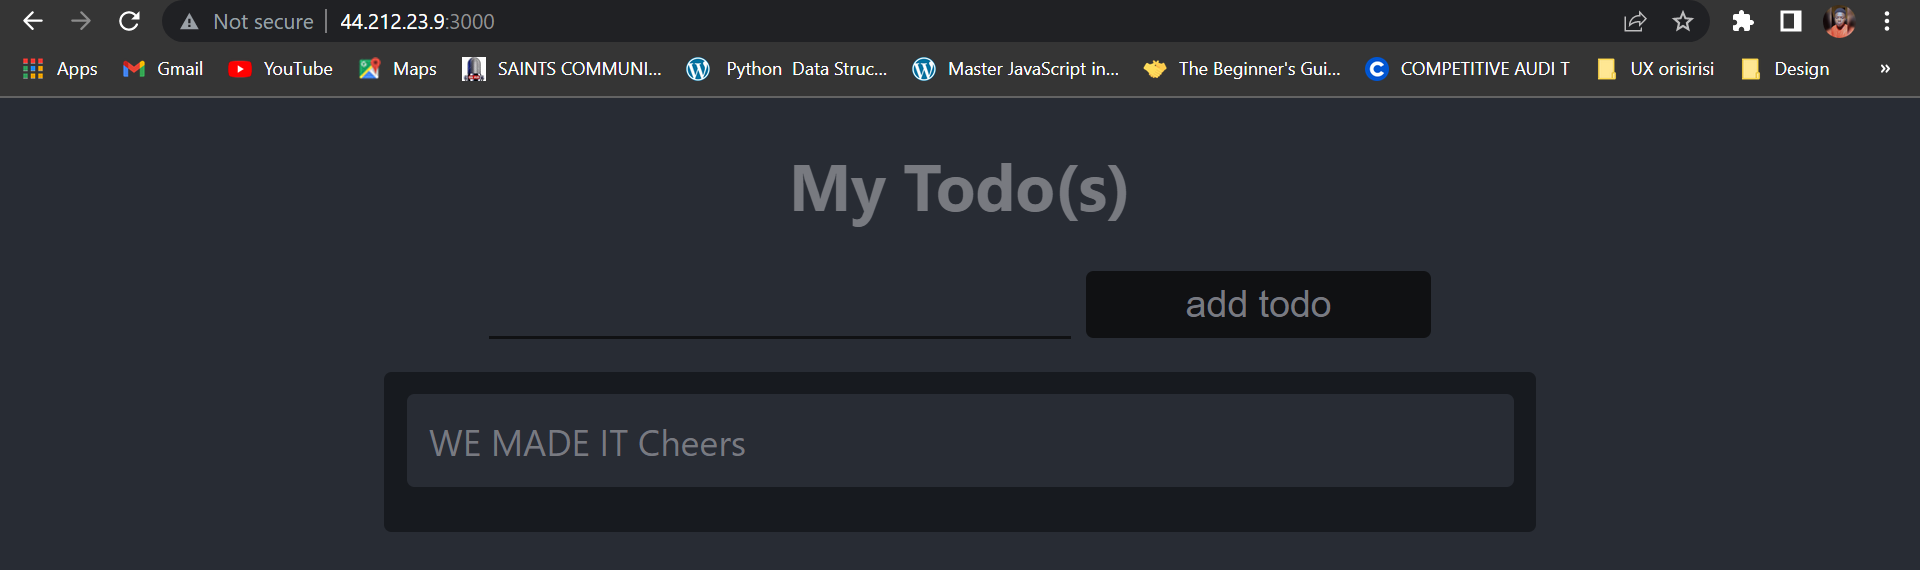 Not secure | 44.212.23.9:3000
Apps Gmail YouTube Maps SAINTS COMMUNI... Python Data Struc... Master JavaScript in... The Beginner's Gui... COMPETITIVE AUDI T UX orisirisi Design »
My Todo(s)
add todo
WE MADE IT Cheers